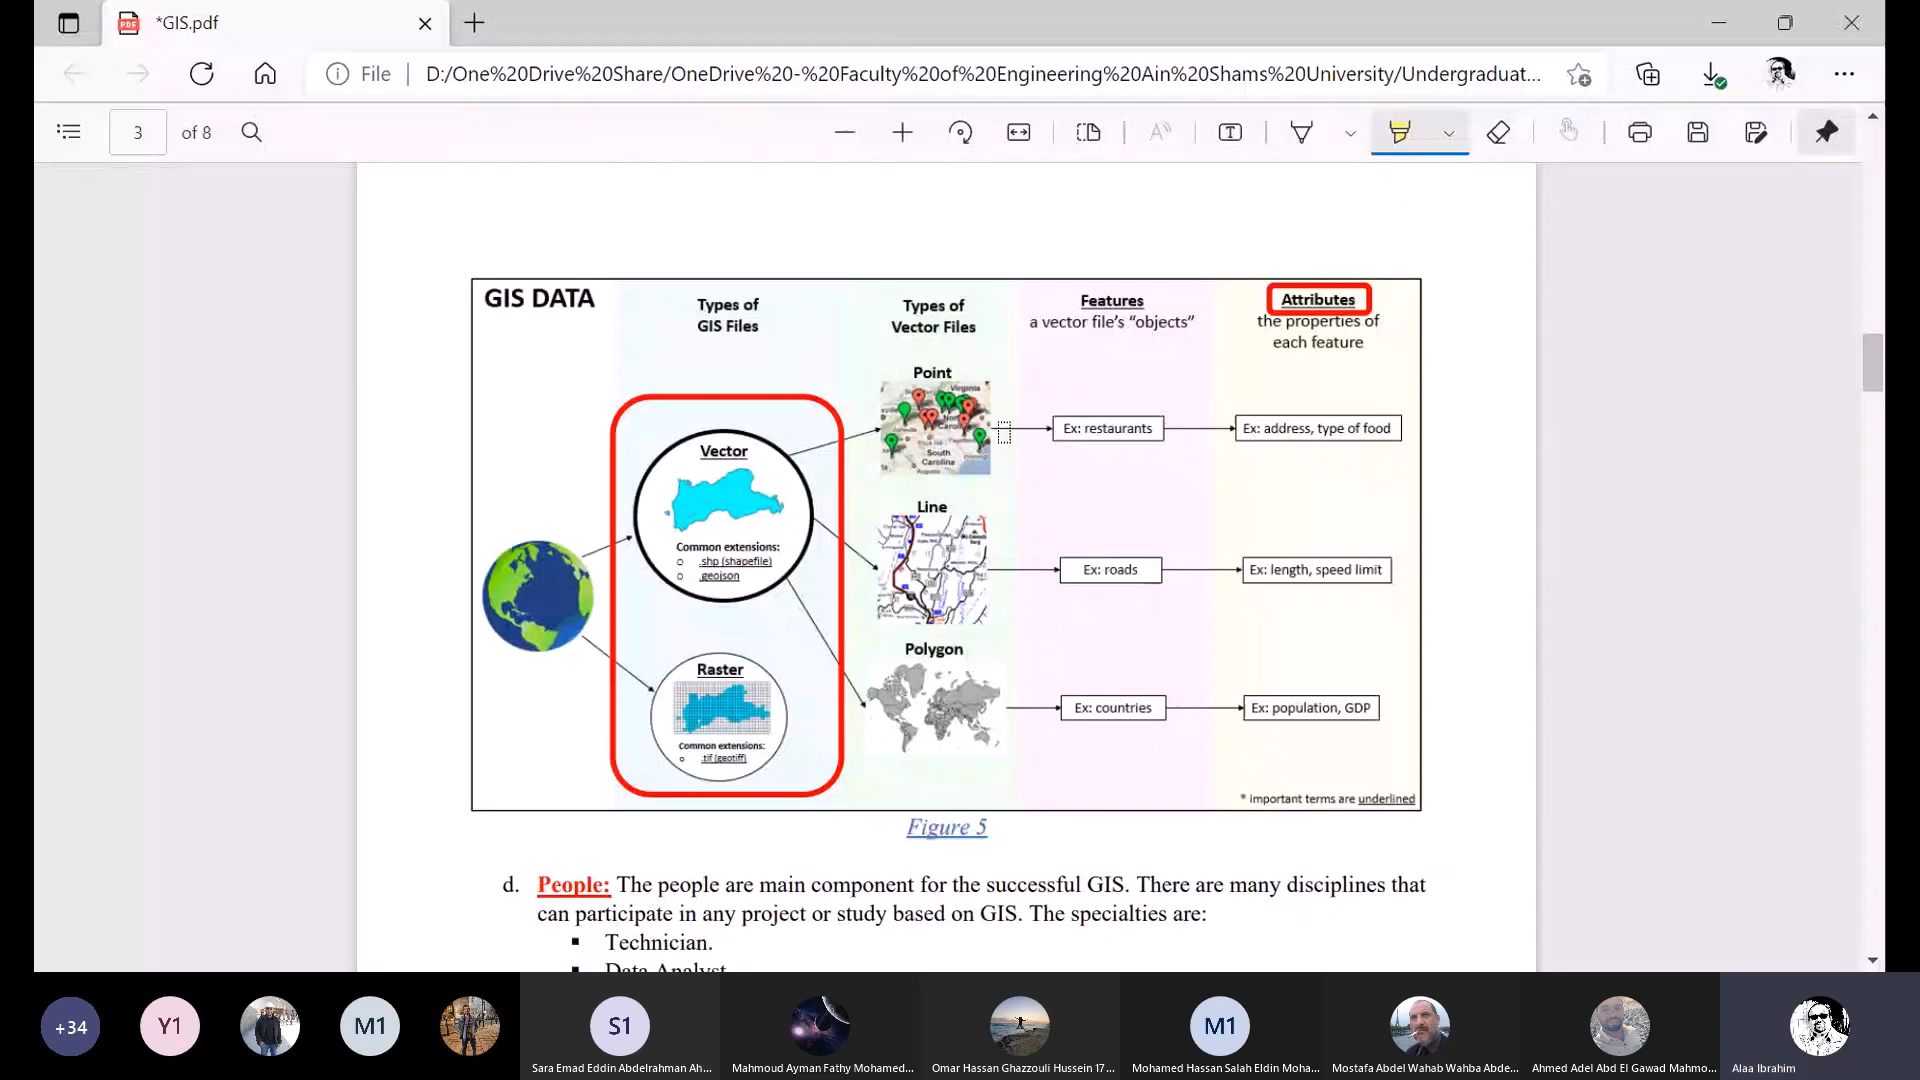 *GIS.pdf
File
D:/One%20Drive%20Share/OneDrive%20-%20Faculty%20of%20Engineering%20Ain%20Shams%20University/Undergraduat...
3 of 8
GIS DATA
Types of
GIS Files
Types of
Vector Files
Features
a vector file's "objects"
Attributes
the properties of
each feature
Vector
Common extensions:
.shp (shapefile)
.geojson
Raster
Common extensions:
.tif (geotiff)
Point
Virginia
South
Carolina
Augusta
Ex: restaurants
Ex: address, type of food
Line
Ex: roads
Ex: length, speed limit
Polygon
Ex: countries
Ex: population, GDP
* important terms are underlined
Figure 5
d. People: The people are main component for the successful GIS. There are many disciplines that
can participate in any project or study based on GIS. The specialties are:
▪ Technician.
▪ Data Analyst
+34
Y1
M1
S1
M1
Sara Emad Eddin Abdelrahman Ah...
Mahmoud Ayman Fathy Mohamed...
Omar Hassan Ghazzouli Hussein 17...
Mohamed Hassan Salah Eldin Moha...
Mostafa Abdel Wahab Wahba Abde...
Ahmed Adel Abd El Gawad Mahmo...
Alaa Ibrahim